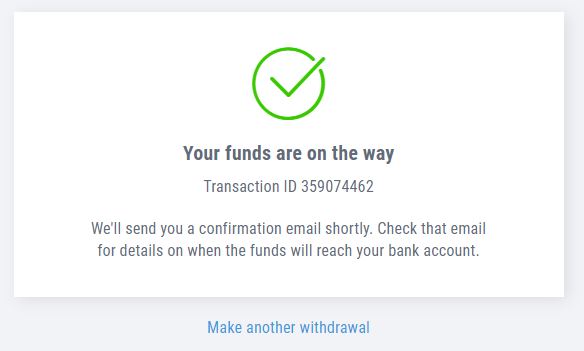 Your funds are on the way
Transaction ID 359074462
We'll send you a confirmation email shortly. Check that email
for details on when the funds will reach your bank account.
Make another withdrawal